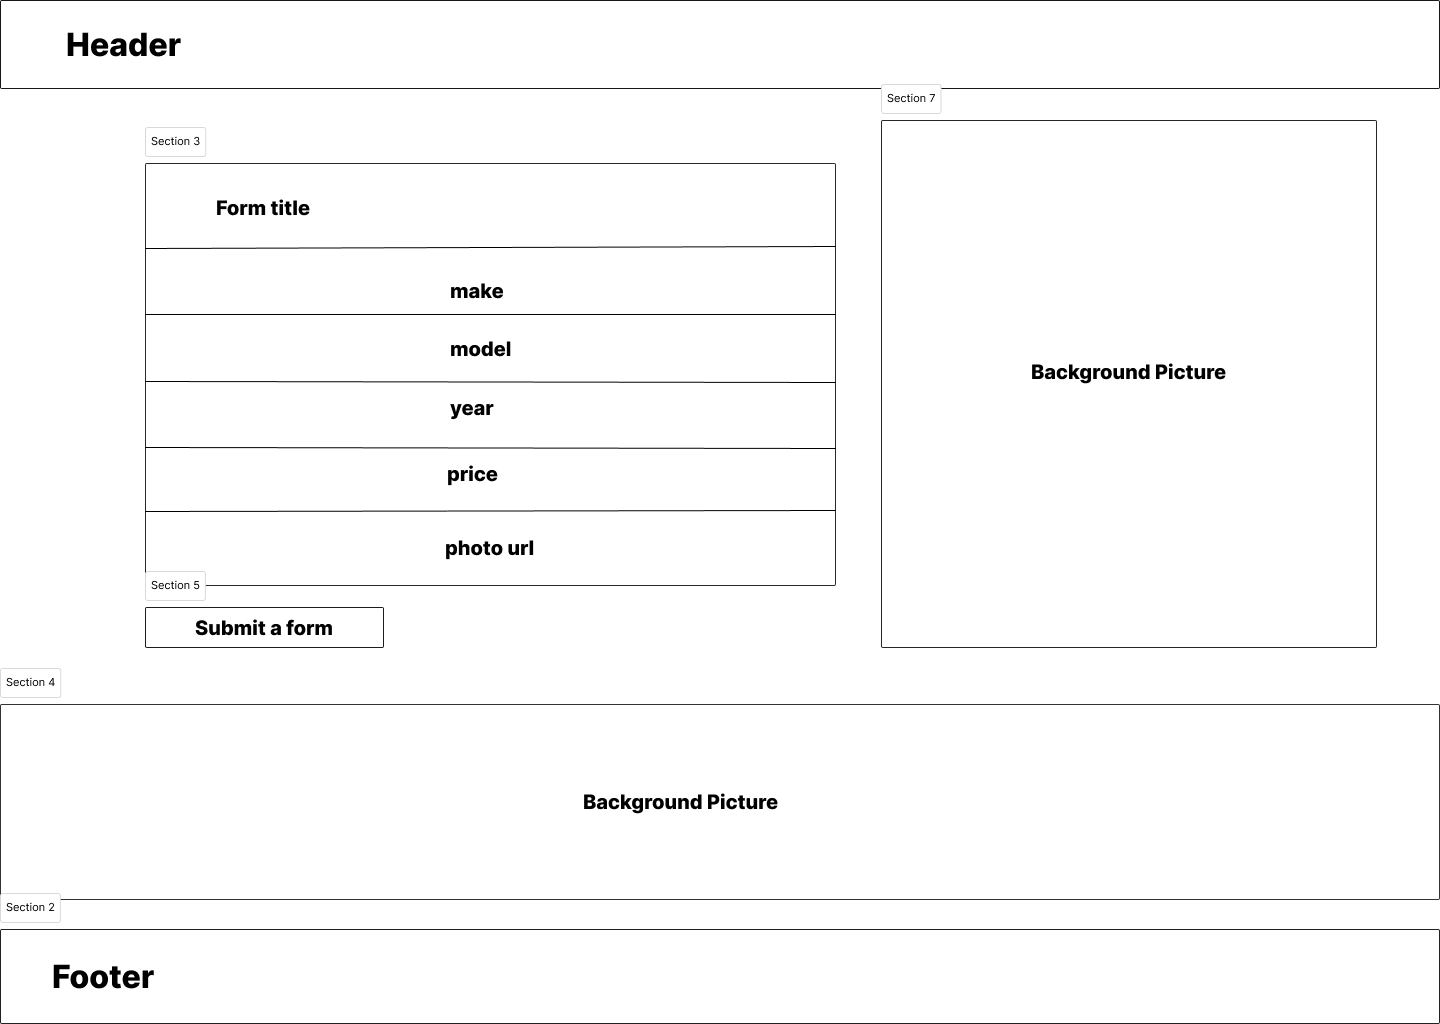 Header
Section 7
Section 3
Form title
make
model
year
price
photo url
Background Picture
Section 5
Submit a form
Section 4
Background Picture
Section 2
Footer